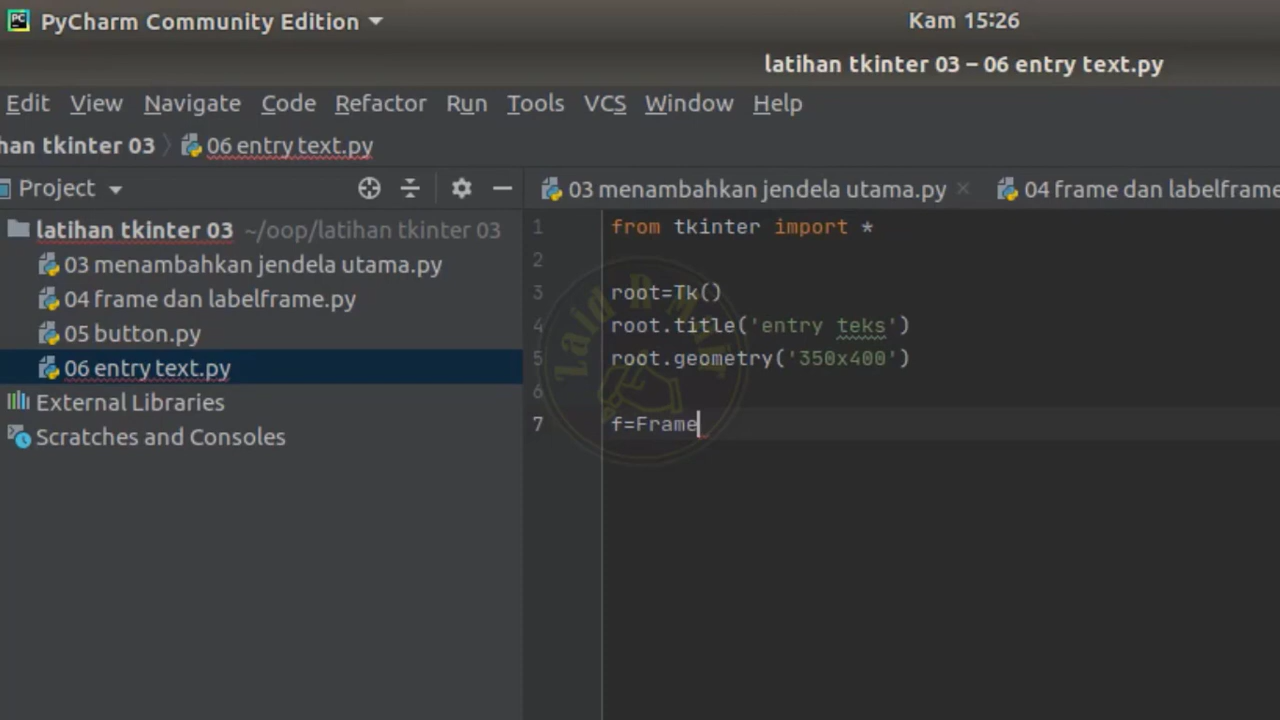 PyCharm Community Edition
Kam 15:26
latihan tkinter 03 – 06 entry text.py
Edit View Navigate Code Refactor Run Tools VCS Window Help
han tkinter 03 06 entry text.py
Project
03 menambahkan jendela utama.py
04 frame dan labelframe
latihan tkinter 03 ~/oop/latihan tkinter 03
03 menambahkan jendela utama.py
04 frame dan labelframe.py
05 button.py
06 entry text.py
External Libraries
Scratches and Consoles
1 from tkinter import *
2
3 root=Tk()
4 root.title('entry teks')
5 root.geometry('350x400')
6
7 f=Frame